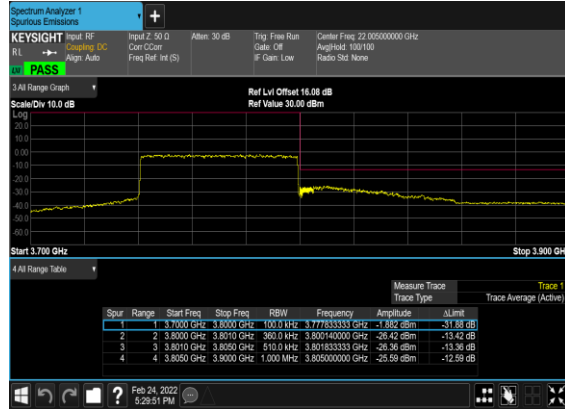 Spectrum Analyzer 1
Spurious Emissions
+
KEYSIGHT Input: RF Input Z: 50 Ω Atten: 30 dB Trig: Free Run Center Freq: 22.005000000 GHz
RL Coupling: DC Corr CCorr Gate: Off Avg|Hold: 100/100
Align: Auto Freq Ref: Int (S) IF Gain: Low Radio Std: None
PASS
3 All Range Graph Ref Lvl Offset 16.08 dB
Scale/Div 10.0 dB Ref Value 30.00 dBm
Log
20.0
10.0
0.00
-10.0
-20.0
-30.0
-40.0
-50.0
-60.0
Start 3.700 GHz Stop 3.900 GH
4 All Range Table
Measure Trace Trace 1
Trace Type Trace Average (Active)
Spur Range Start Freq Stop Freq RBW Frequency Amplitude ΔLimit
1 1 3.7000 GHz 3.8000 GHz 100.0 kHz 3.777833333 GHz -1.882 dBm -31.88 dB
2 2 3.8000 GHz 3.8010 GHz 360.0 kHz 3.800140000 GHz -26.42 dBm -13.42 dB
3 3 3.8010 GHz 3.8050 GHz 510.0 kHz 3.801833333 GHz -26.36 dBm -13.36 dB
4 4 3.8050 GHz 3.9000 GHz 1.000 MHz 3.805000000 GHz -25.59 dBm -12.59 dB
? Feb 24, 2022
5:29:51 PM